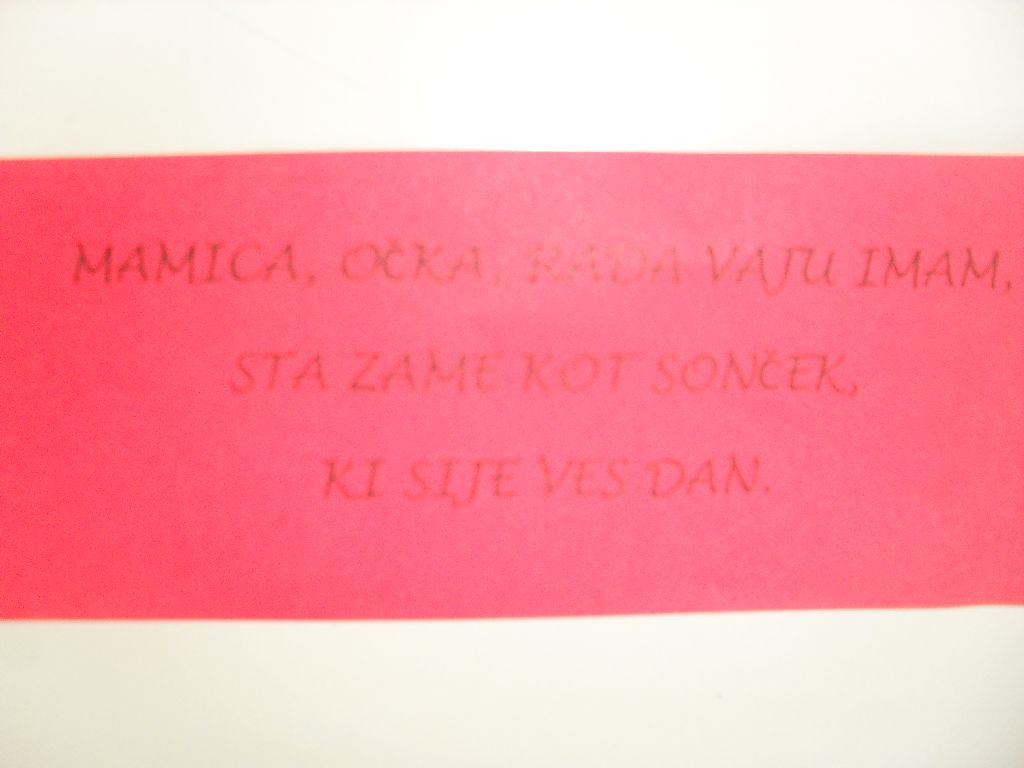 MAMICA, OČKA, RADA VAJU IMAM,
STA ZAME KOT SONČEK,
KI SIJE VES DAN.